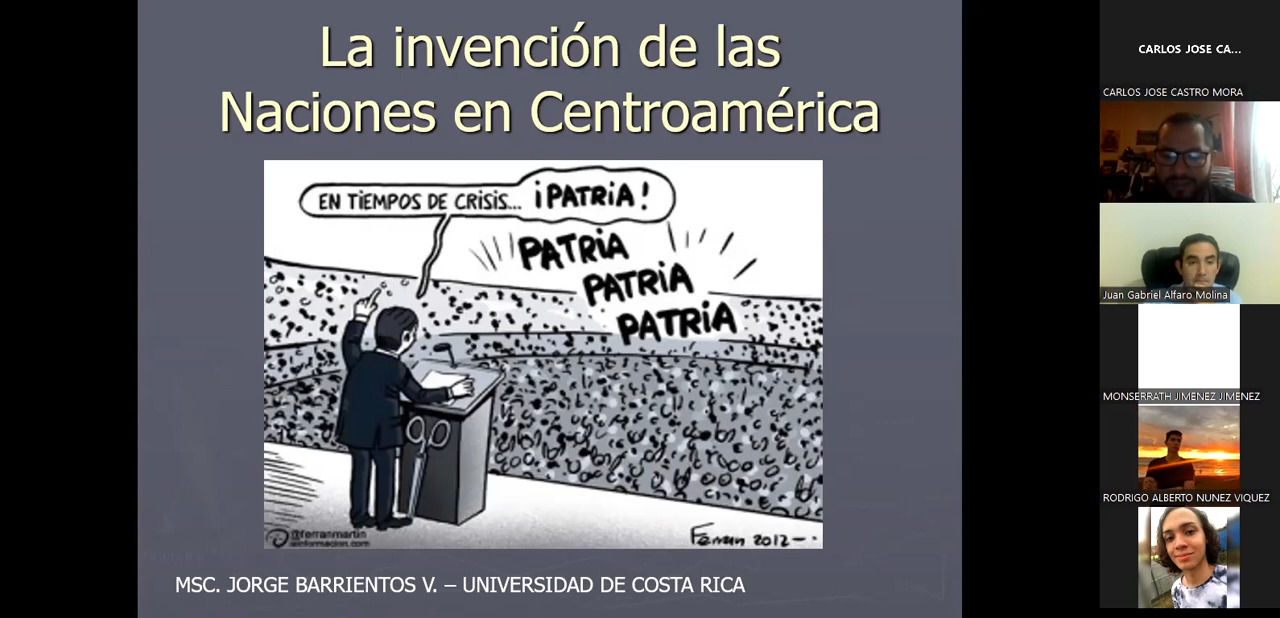 La invención de las
Naciones en Centroamérica
EN TIEMPOS DE CRISIS... ¡PATRIA!
PATRIA
PATRIA
PATRIA
@ferranmartin
lainformacion.com
Ferran 2012
MSC. JORGE BARRIENTOS V. – UNIVERSIDAD DE COSTA RICA
CARLOS JOSE CA...
CARLOS JOSE CASTRO MORA
Juan Gabriel Alfaro Molina
MONSERRATH JIMENEZ JIMENEZ
RODRIGO ALBERTO NUNEZ VIQUEZ